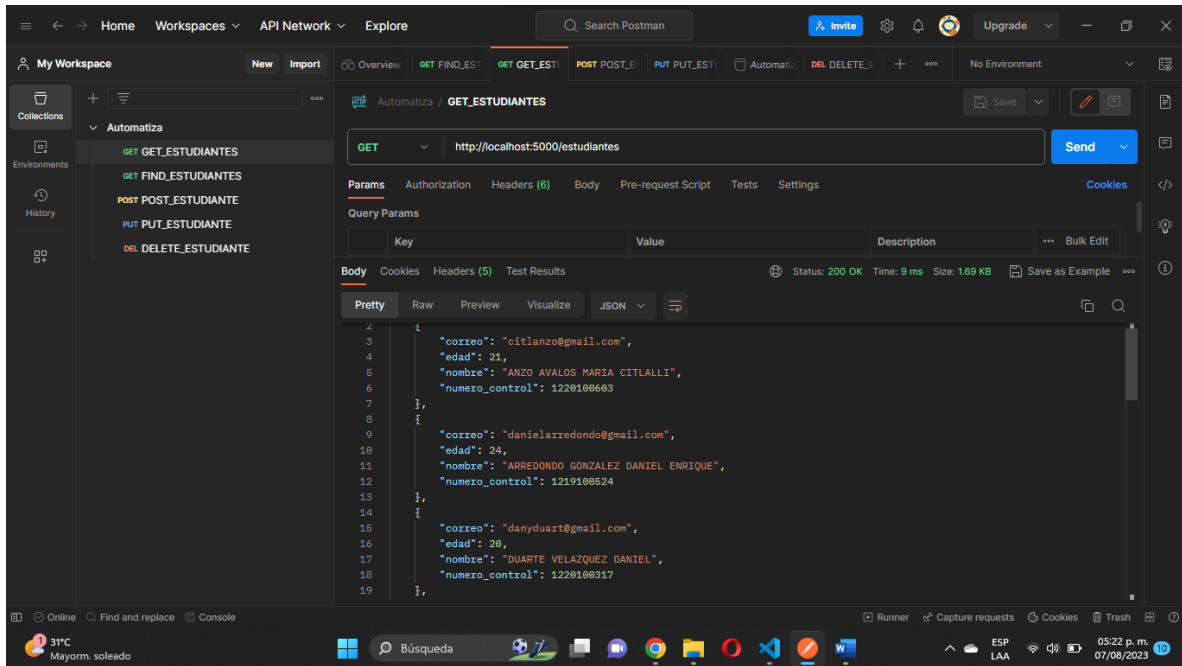 Home Workspaces API Network Explore Search Postman Invite Upgrade
My Workspace New Import Overview GET FIND_EST GET GET_ESTU POST POST_E PUT PUT_EST Automati DEL DELETE_E No Environment
Collections
Environments
History
Automatiza
GET GET_ESTUDIANTES
GET FIND_ESTUDIANTES
POST POST_ESTUDIANTE
PUT PUT_ESTUDIANTE
DEL DELETE_ESTUDIANTE
HTTP Automatiza / GET_ESTUDIANTES Save
GET http://localhost:5000/estudiantes Send
Params Authorization Headers (6) Body Pre-request Script Tests Settings Cookies
Query Params
Key Value Description Bulk Edit
Body Cookies Headers (5) Test Results Status: 200 OK Time: 9 ms Size: 1.69 KB Save as Example
Pretty Raw Preview Visualize JSON
2 {
3 "correo": "citlanzo@gmail.com",
4 "edad": 21,
5 "nombre": "ANZO AVALOS MARIA CITLALLI",
6 "numero_control": 1220100603
7 },
8 {
9 "correo": "danielarredondo@gmail.com",
10 "edad": 24,
11 "nombre": "ARREDONDO GONZALEZ DANIEL ENRIQUE",
12 "numero_control": 1219100524
13 },
14 {
15 "correo": "danyduart@gmail.com",
16 "edad": 20,
17 "nombre": "DUARTE VELAZQUEZ DANIEL",
18 "numero_control": 1220100317
19 },
Online Find and replace Console Runner Capture requests Cookies Trash
1 31°C
Mayorm. soleado
Búsqueda
ESP
LAA
05:22 p. m.
07/08/2023
10